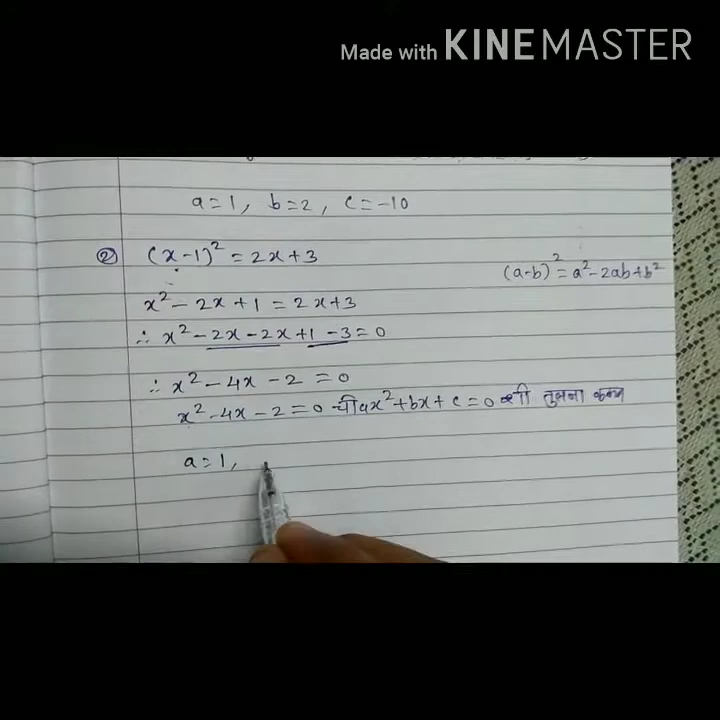 Made with KINEMASTER
a=1, b=2, c=-10
② (x-1)² = 2x+3
(a-b)² = a²-2ab+b²
x² - 2x + 1 = 2x+3
∴ x² - 2x - 2x + 1 - 3 = 0
∴ x² - 4x - 2 = 0
x² - 4x - 2 = 0 ची ax² + bx + c = 0 शी तुलना करून
a = 1,